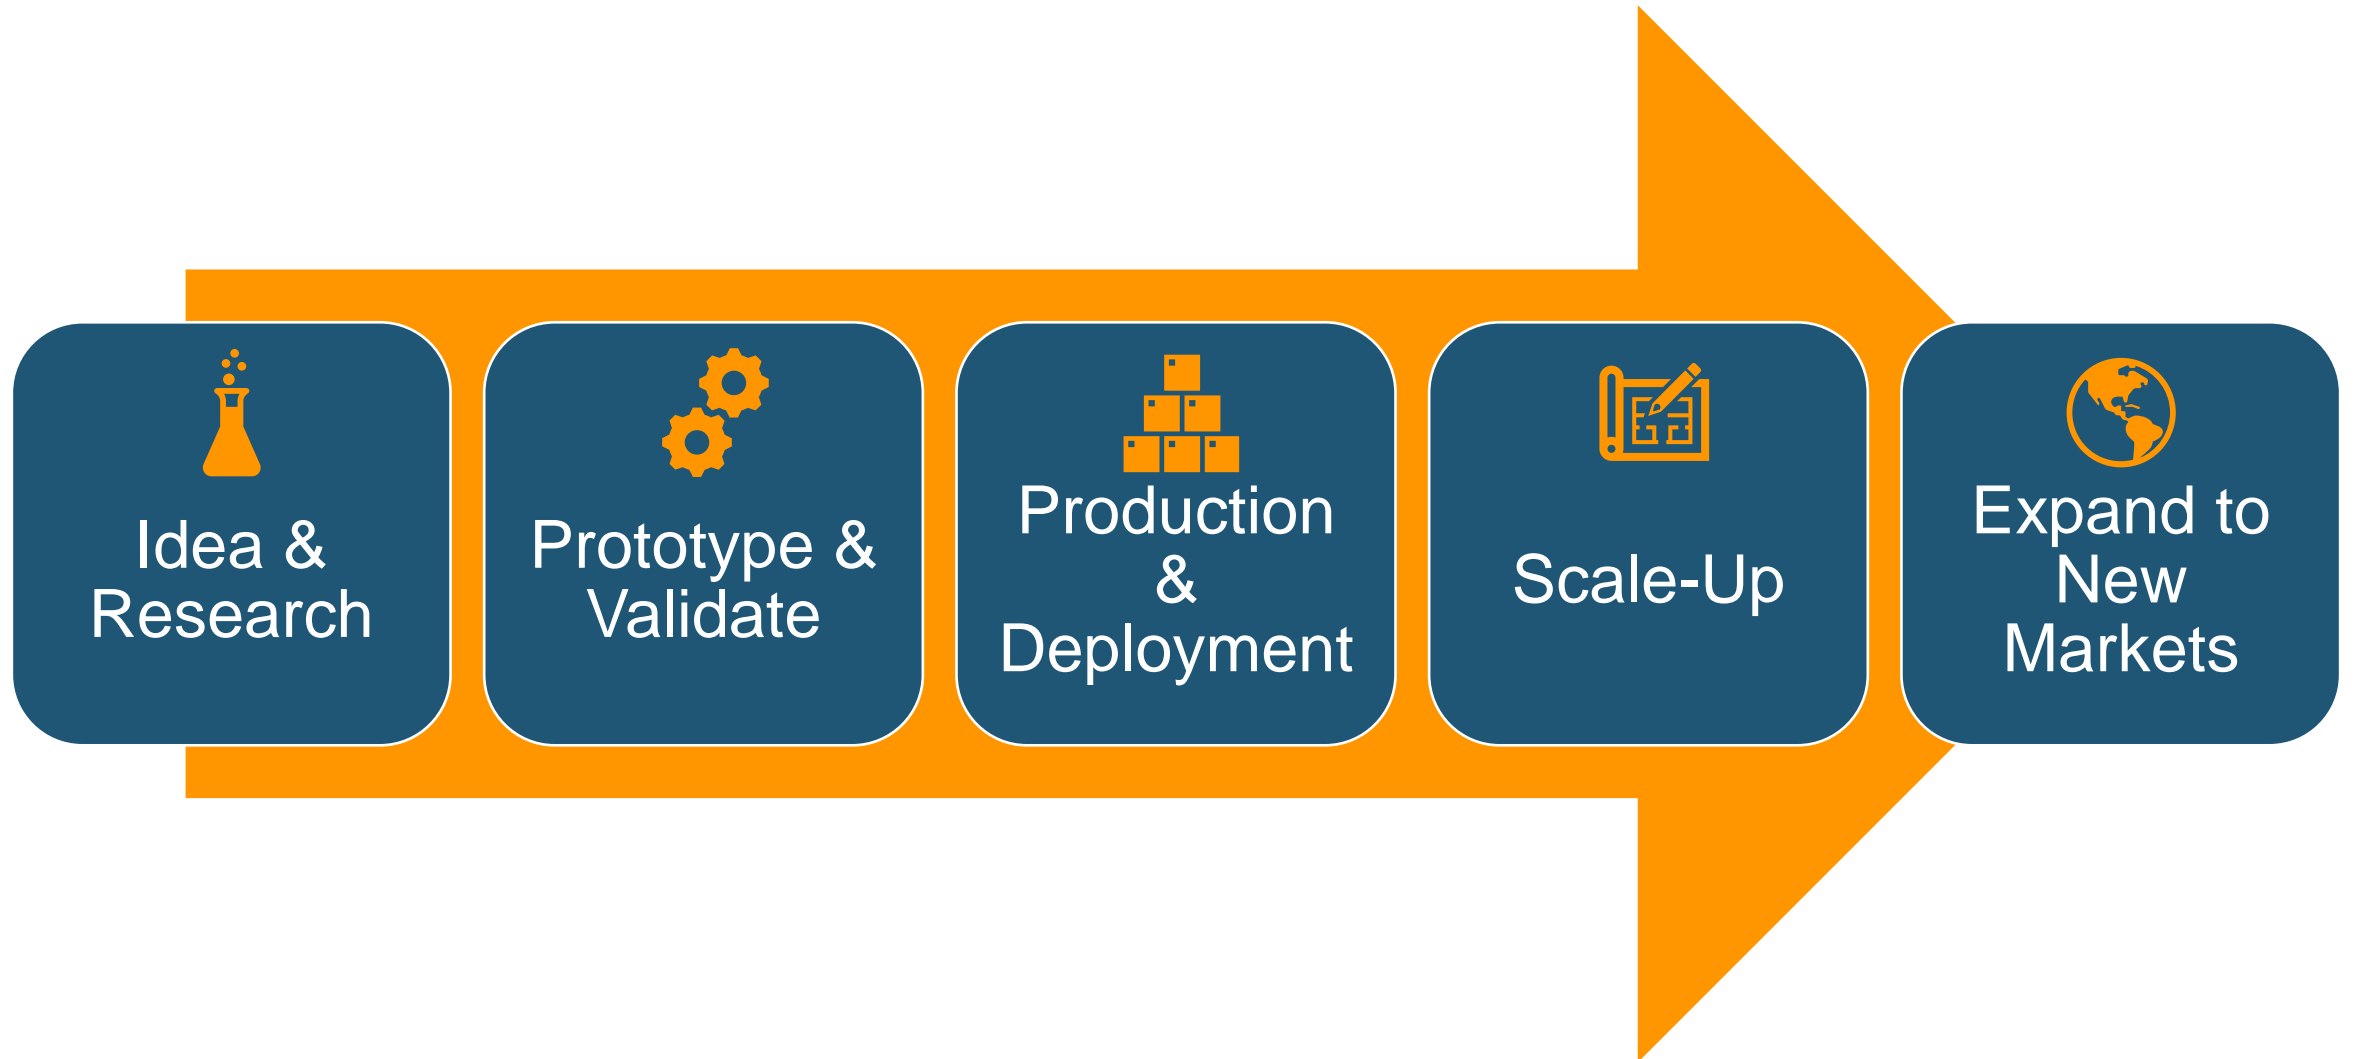 Idea &
Research
Prototype &
Validate
Production
&
Deployment
Scale-Up
Expand to
New
Markets